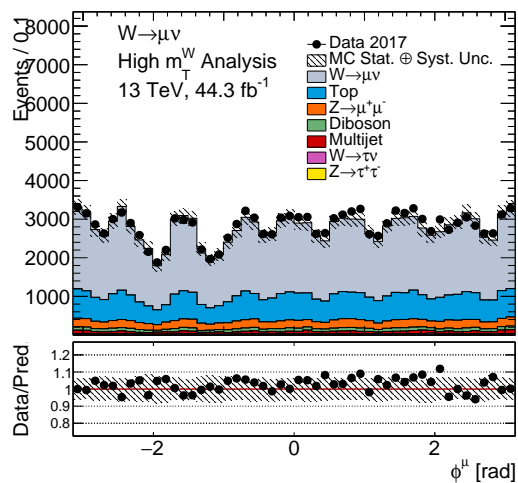 Events / 0.1
8000
7000
6000
5000
4000
3000
2000
1000
W→μν
High m_T^W Analysis
13 TeV, 44.3 fb⁻¹
Data 2017
MC Stat. ⊕ Syst. Unc.
W→μν
Top
Z→μ⁺μ⁻
Diboson
Multijet
W→τν
Z→τ⁺τ⁻
Data/Pred.
1.2
1.1
1
0.9
0.8
−2
0
2
ϕ^μ [rad]